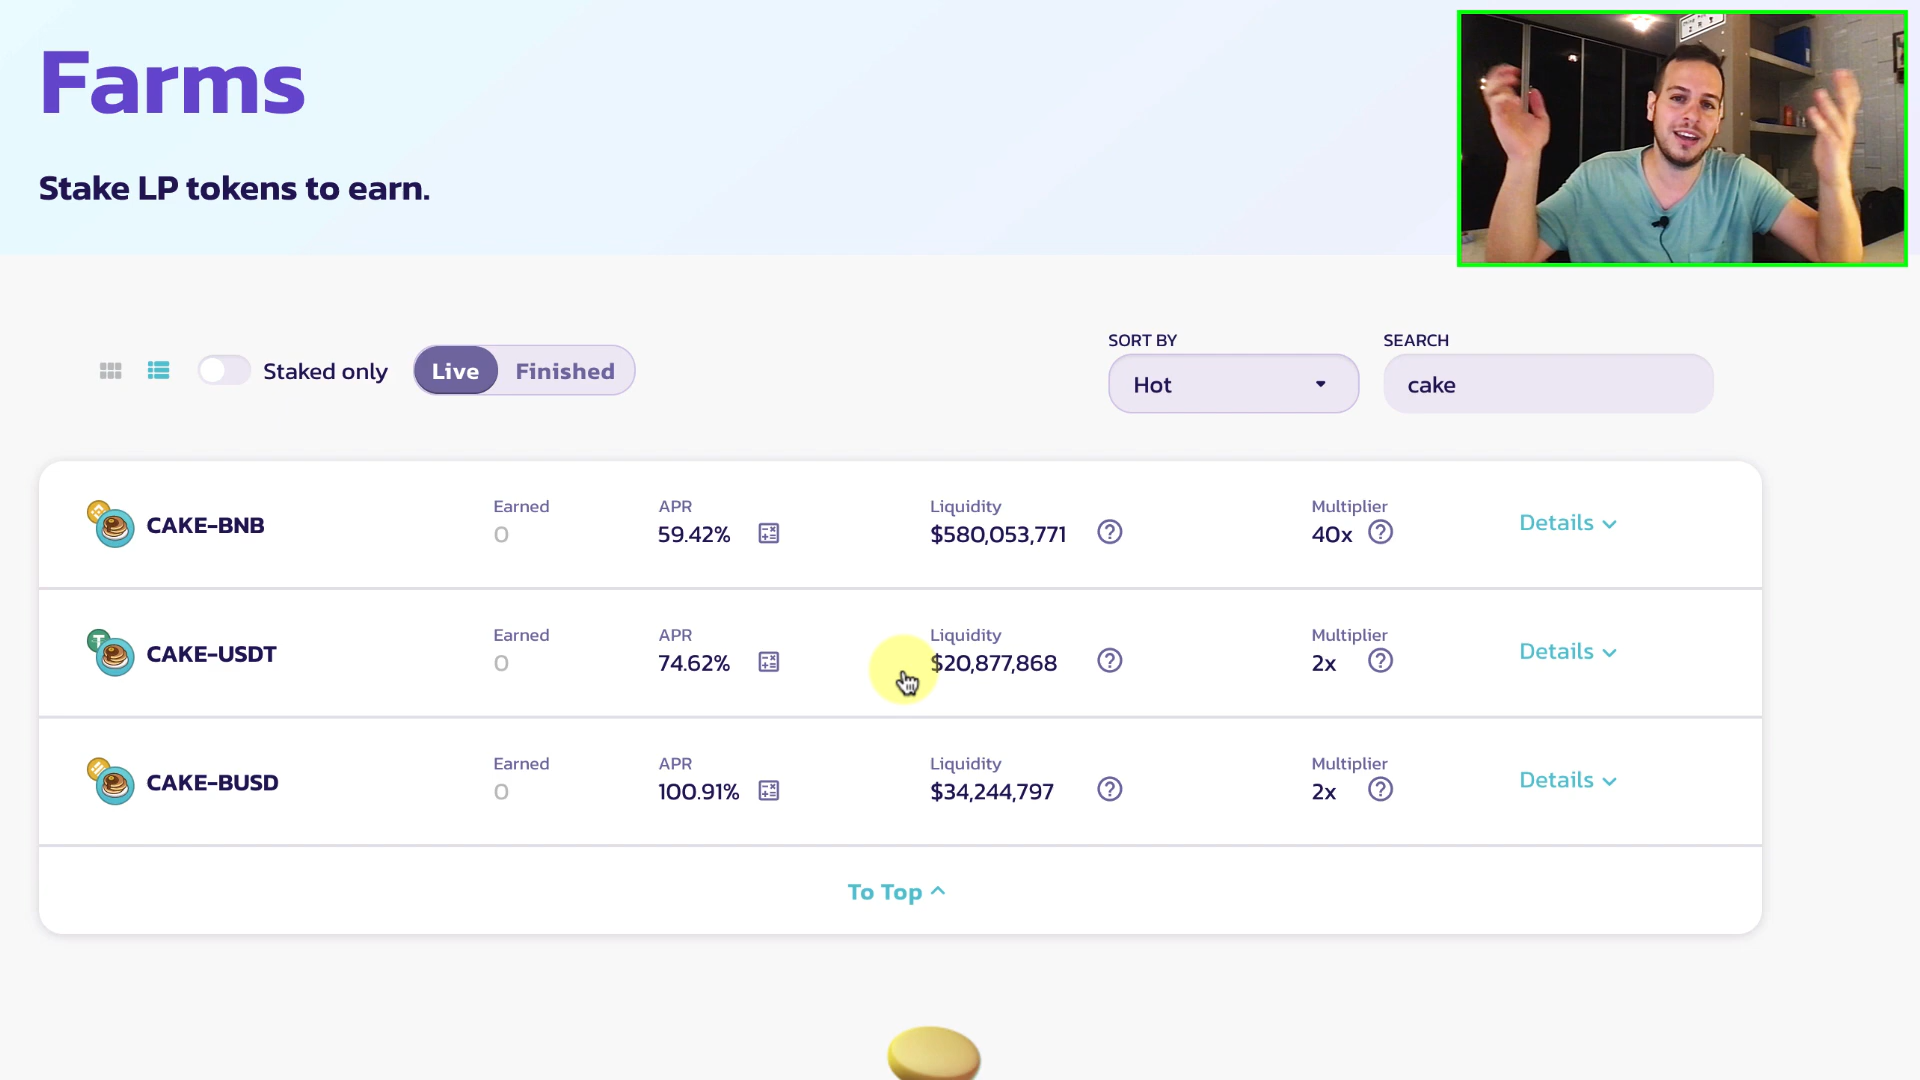 Farms
Stake LP tokens to earn.
Staked only
Live
Finished
SORT BY
Hot
SEARCH
cake
CAKE-BNB
Earned
0
APR
59.42%
Liquidity
$580,053,771
Multiplier
40x
Details
CAKE-USDT
Earned
0
APR
74.62%
Liquidity
$20,877,868
Multiplier
2x
Details
CAKE-BUSD
Earned
0
APR
100.91%
Liquidity
$34,244,797
Multiplier
2x
Details
To Top